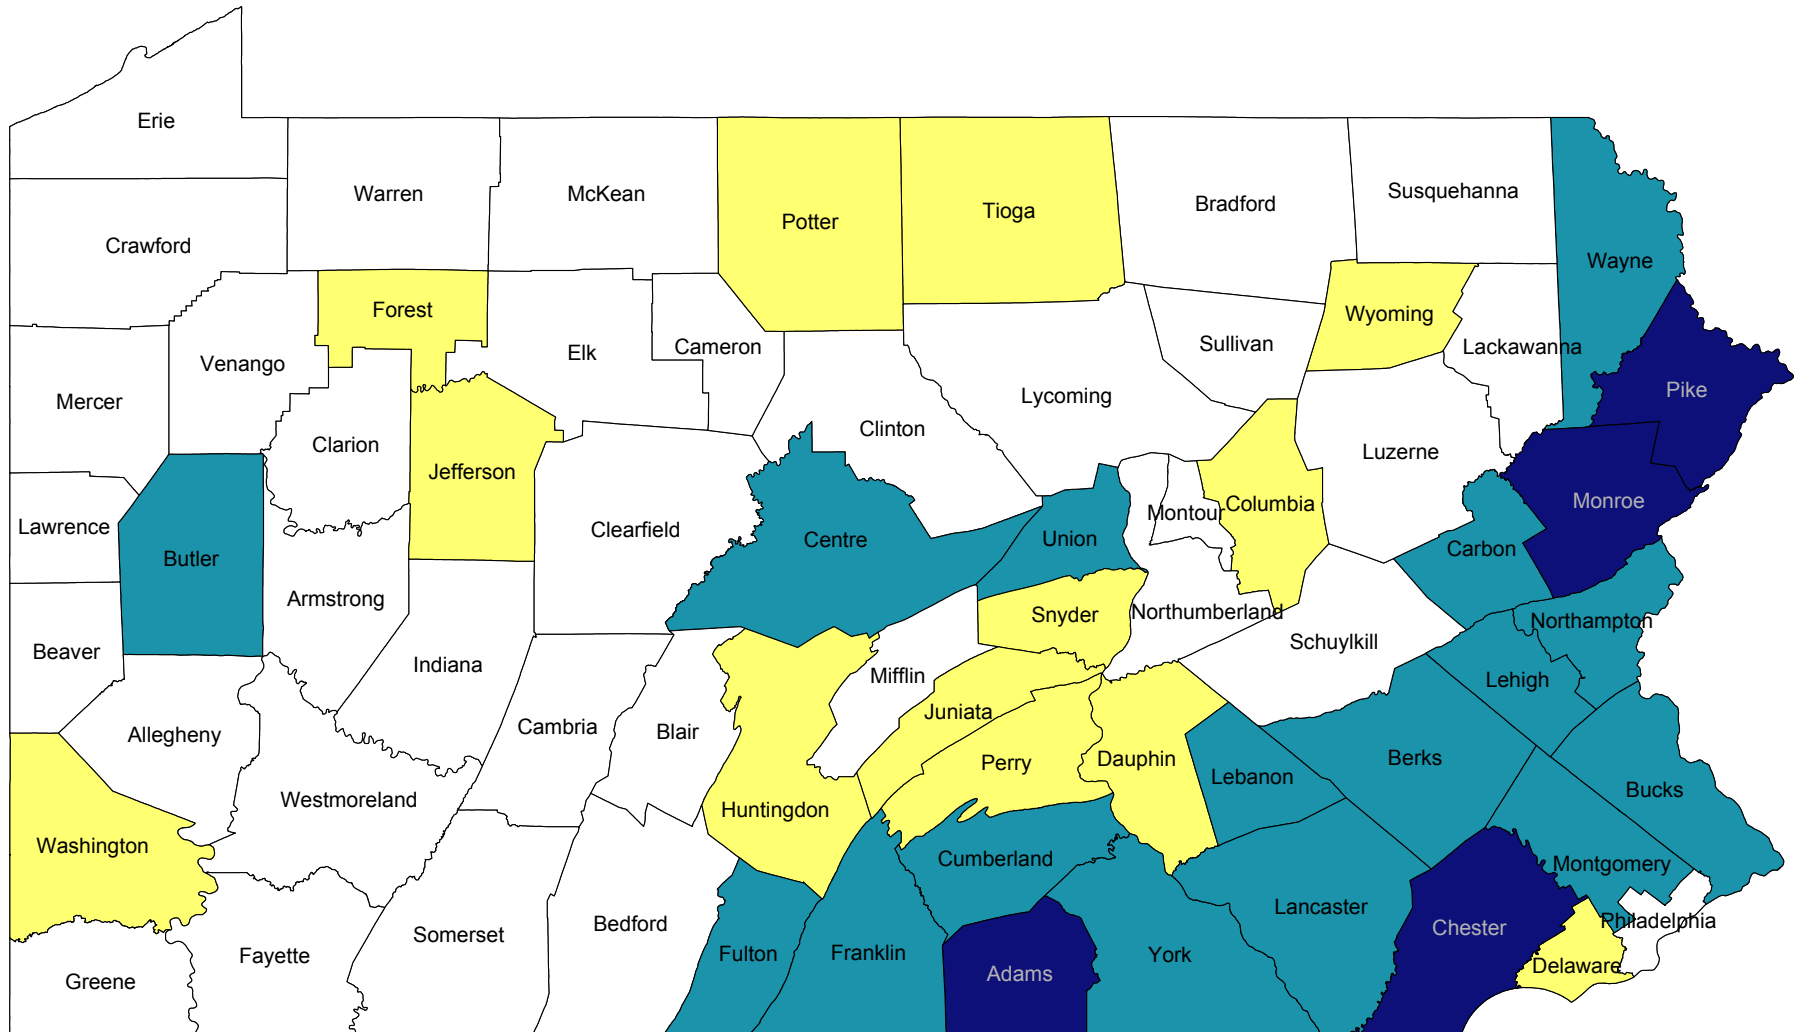 Erie
Warren
McKean
Potter
Tioga
Bradford
Susquehanna
Crawford
Wayne
Forest
Wyoming
Venango
Elk
Cameron
Sullivan
Lackawanna
Mercer
Lycoming
Pike
Clarion
Clinton
Jefferson
Luzerne
Lawrence
Clearfield
Montour
Columbia
Monroe
Butler
Centre
Union
Carbon
Armstrong
Snyder
Northumberland
Northampton
Beaver
Indiana
Mifflin
Schuylkill
Lehigh
Allegheny
Cambria
Blair
Juniata
Perry
Dauphin
Lebanon
Berks
Westmoreland
Huntingdon
Bucks
Washington
Cumberland
Montgomery
Lancaster
Philadelphia
Somerset
Bedford
Chester
Greene
Fayette
Fulton
Franklin
Adams
York
Delaware